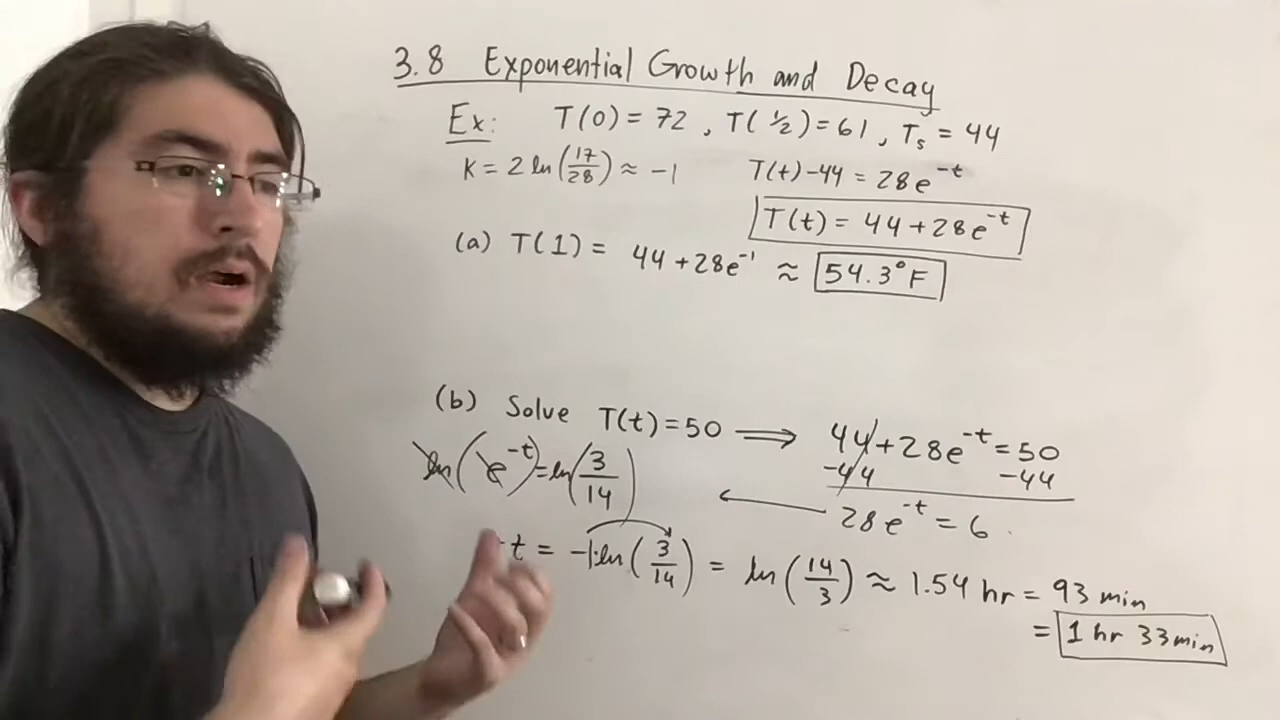 3.8 Exponential Growth and Decay
Ex: T(0) = 72, T(1/2) = 61, Ts = 44
K = 2 ln(17/28) ≈ -1
T(t) - 44 = 28e^-t
T(t) = 44 + 28e^-t
(a) T(1) = 44 + 28e^-1 ≈ 54.3°F
(b) Solve T(t) = 50 ⟹ 44 + 28e^-t = 50
-44 -44
28e^-t = 6
ln(e^-t) = ln(3/14)
t = -1·ln(3/14) = ln(14/3) ≈ 1.54 hr = 93 min
= 1 hr 33 min